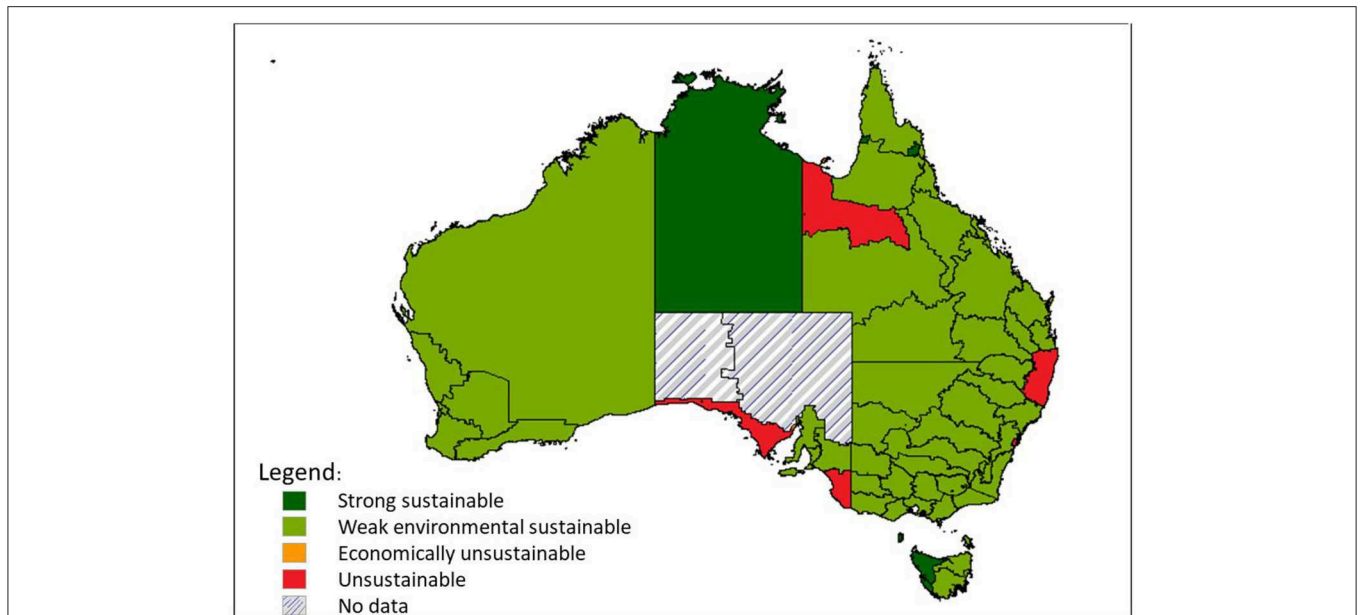 Legend:
Strong sustainable
Weak environmental sustainable
Economically unsustainable
Unsustainable
No data